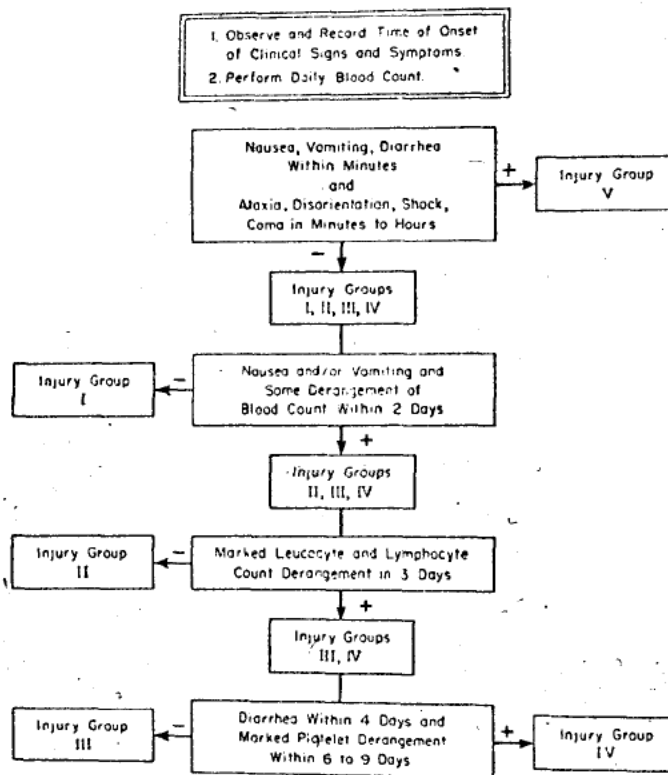 1. Observe and Record Time of Onset
of Clinical Signs and Symptoms.
2. Perform Daily Blood Count.
Nausea, Vomiting, Diarrhea
Within Minutes
and
Ataxia, Disorientation, Shock,
Coma in Minutes to Hours
+
Injury Group
V
−
Injury Groups
I, II, III, IV
Nausea and/or Vomiting and
Some Derangement of
Blood Count Within 2 Days
−
Injury Group
I
+
Injury Groups
II, III, IV
Marked Leucocyte and Lymphocyte
Count Derangement in 3 Days
−
Injury Group
II
+
Injury Groups
III, IV
Diarrhea Within 4 Days and
Marked Platelet Derangement
Within 6 to 9 Days
−
Injury Group
III
+
Injury Group
IV